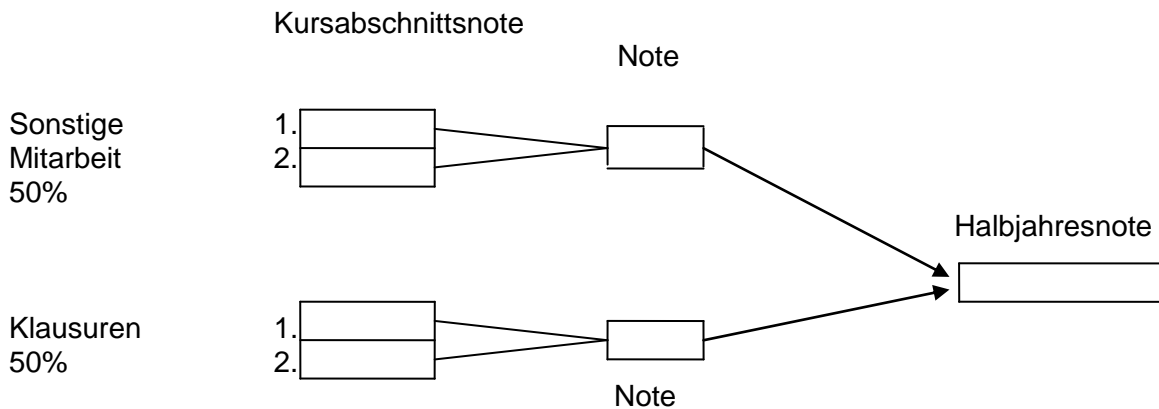 Kursabschnittsnote
Note
Sonstige
Mitarbeit
50%
1.
2.
Halbjahresnote
Klausuren
50%
1.
2.
Note